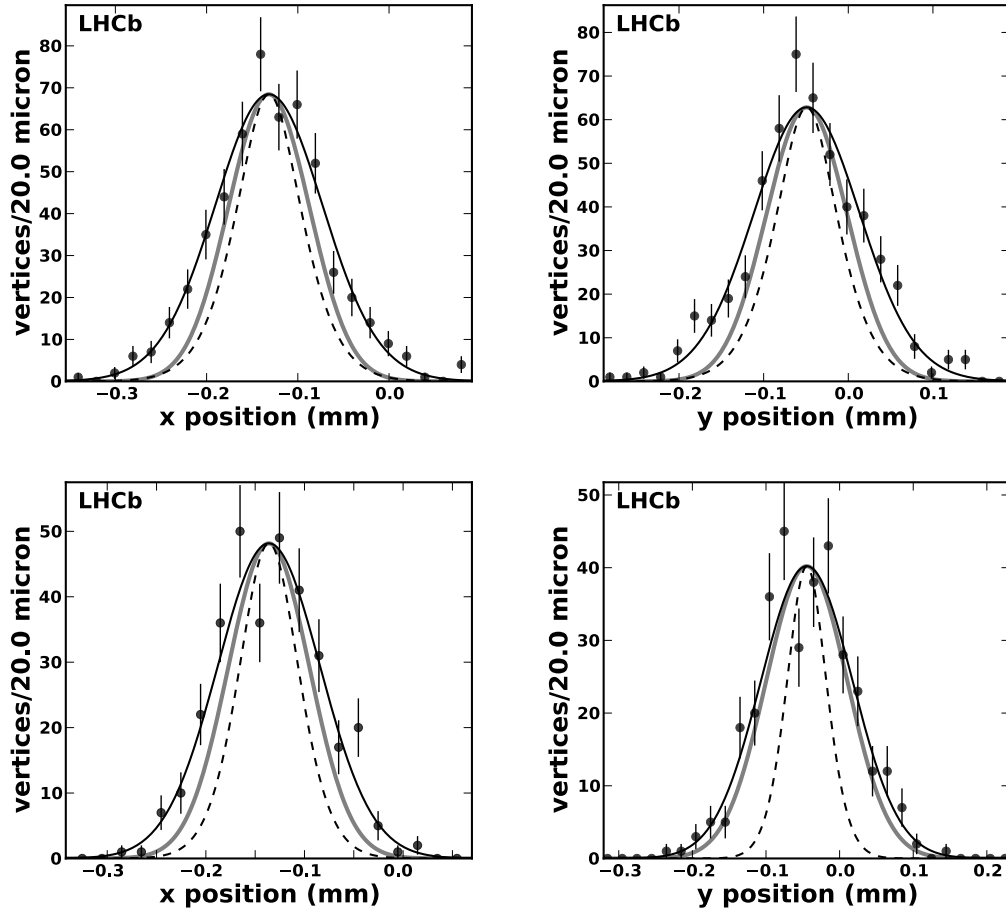 LHCb
vertices/20.0 micron
80
70
60
50
40
30
20
10
0
−0.3 −0.2 −0.1 0.0
x position (mm)
LHCb
vertices/20.0 micron
80
70
60
50
40
30
20
10
0
−0.2 −0.1 0.0 0.1
y position (mm)
LHCb
vertices/20.0 micron
50
40
30
20
10
0
−0.3 −0.2 −0.1 0.0
x position (mm)
LHCb
vertices/20.0 micron
50
40
30
20
10
0
−0.3 −0.2 −0.1 0.0 0.1 0.2
y position (mm)